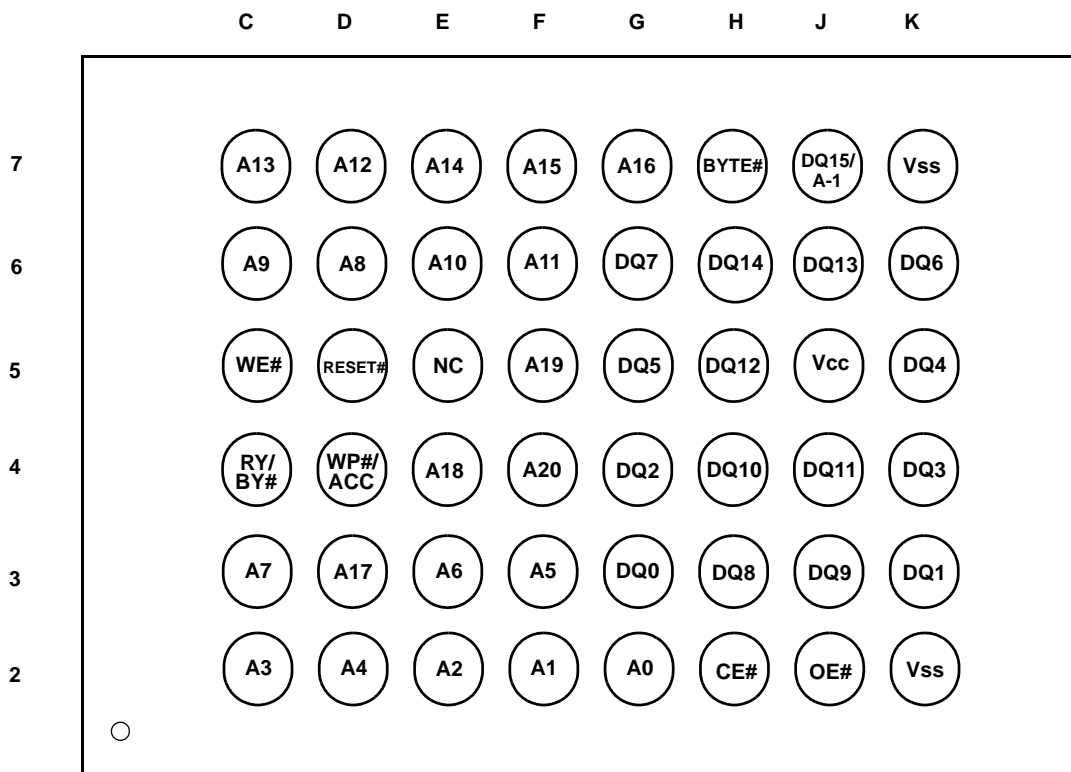 C D E F G H J K
7 A13 A12 A14 A15 A16 BYTE# DQ15/ A-1 Vss
6 A9 A8 A10 A11 DQ7 DQ14 DQ13 DQ6
5 WE# RESET# NC A19 DQ5 DQ12 Vcc DQ4
4 RY/ BY# WP#/ ACC A18 A20 DQ2 DQ10 DQ11 DQ3
3 A7 A17 A6 A5 DQ0 DQ8 DQ9 DQ1
2 A3 A4 A2 A1 A0 CE# OE# Vss